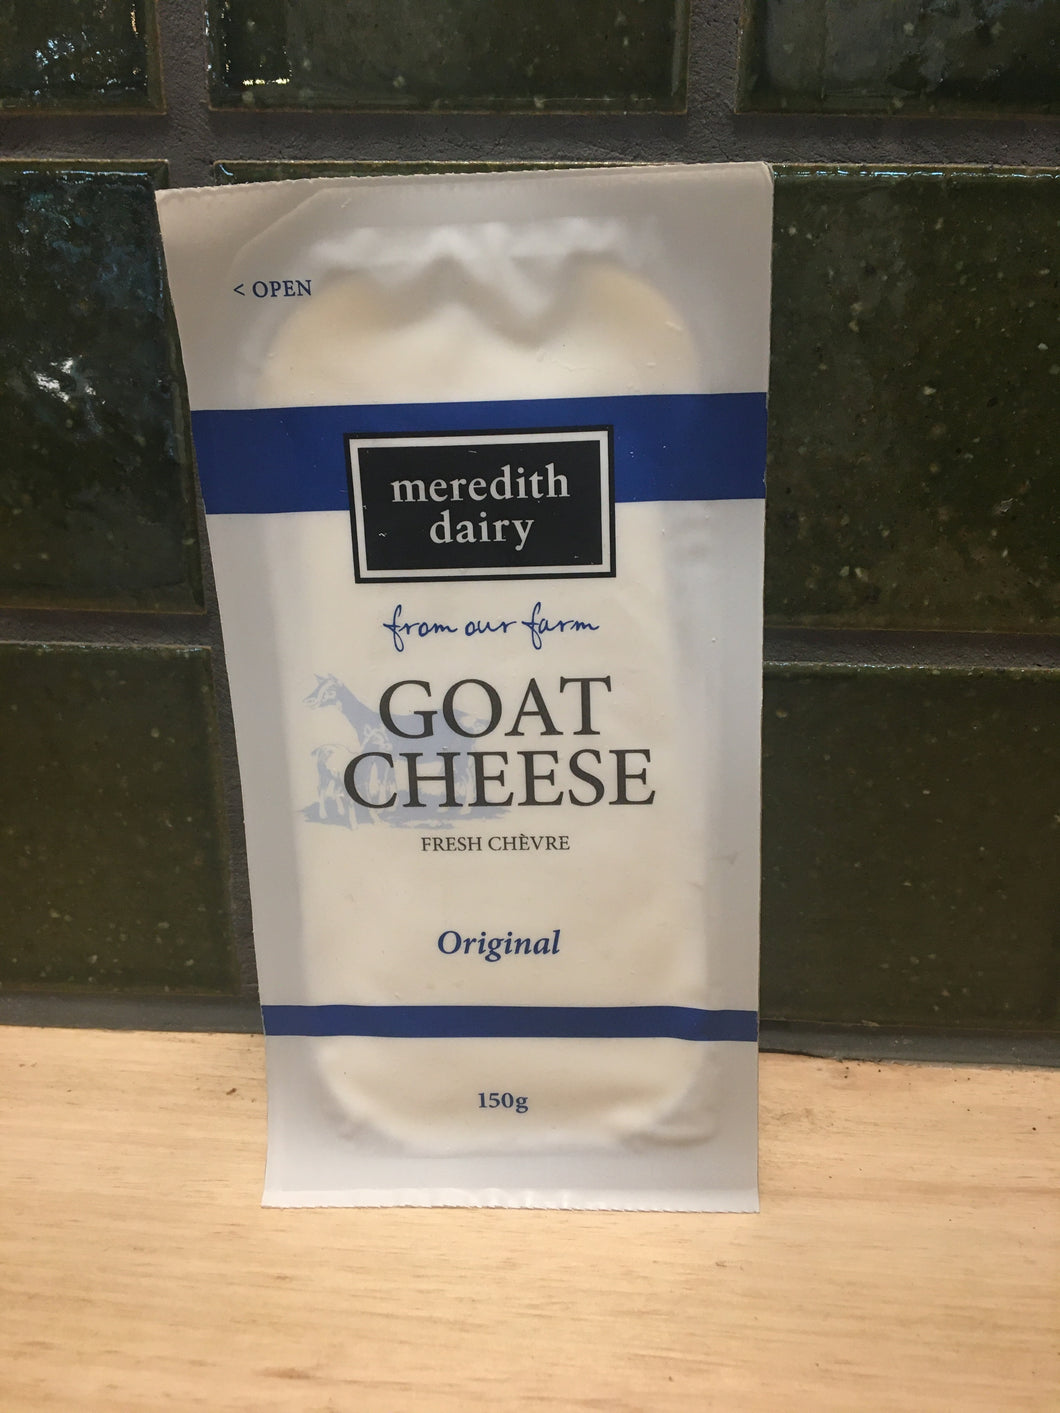 < OPEN
meredith
dairy
from our farm
GOAT
CHEESE
FRESH CHÈVRE
Original
150g